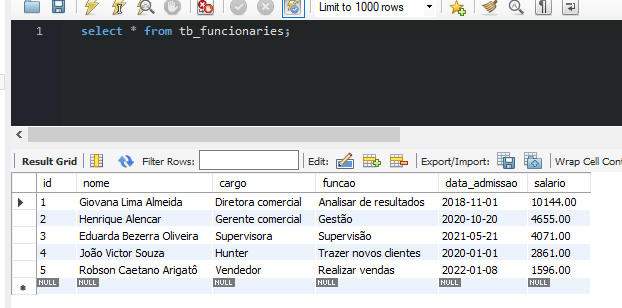 Limit to 1000 rows
1 select * from tb_funcionaries;
Result Grid Filter Rows: Edit: Export/Import: Wrap Cell Cont
id nome cargo funcao data_admissao salario
1 Giovana Lima Almeida Diretora comercial Analisar de resultados 2018-11-01 10144.00
2 Henrique Alencar Gerente comercial Gestão 2020-10-20 4655.00
3 Eduarda Bezerra Oliveira Supervisora Supervisão 2021-05-21 4071.00
4 João Victor Souza Hunter Trazer novos clientes 2020-01-01 2861.00
5 Robson Caetano Arigatô Vendedor Realizar vendas 2022-01-08 1596.00
NULL NULL NULL NULL NULL NULL